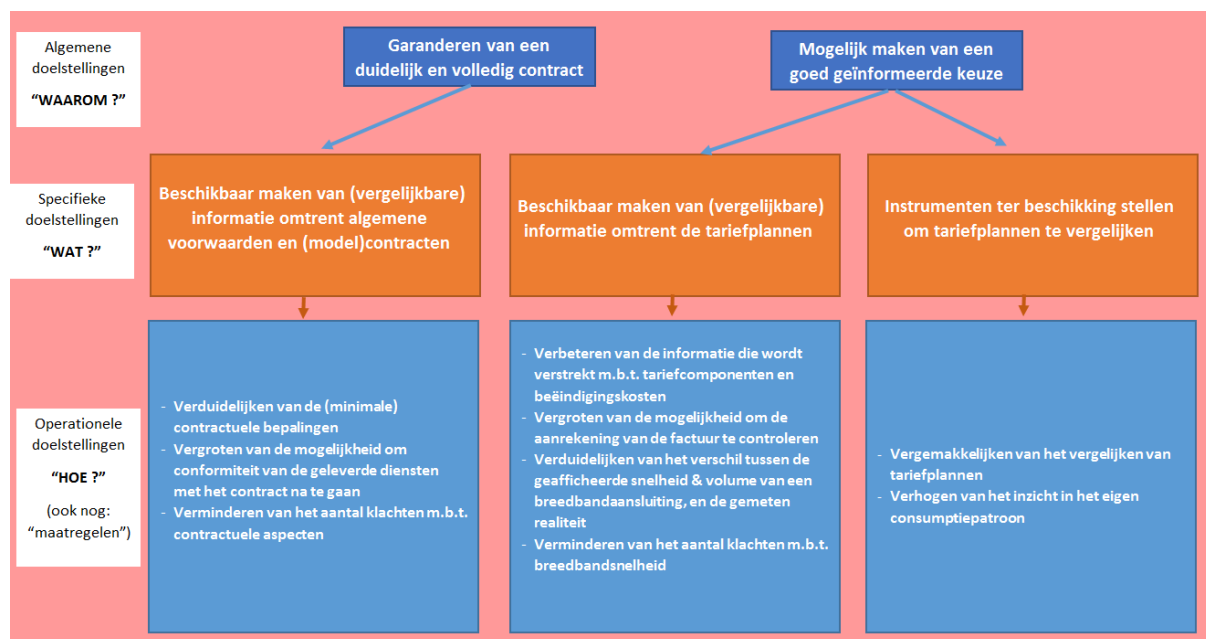 Algemene
doelstellingen
“WAAROM ?”
Garanderen van een
duidelijk en volledig contract
Mogelijk maken van een
goed geïnformeerde keuze
Specifieke
doelstellingen
“WAT ?”
Beschikbaar maken van (vergelijkbare)
informatie omtrent algemene
voorwaarden en (model)contracten
Beschikbaar maken van (vergelijkbare)
informatie omtrent de tariefplannen
Instrumenten ter beschikking stellen
om tariefplannen te vergelijken
Operationele
doelstellingen
“HOE ?”
(ook nog:
“maatregelen”)
- Verduidelijken van de (minimale)
contractuele bepalingen
- Vergroten van de mogelijkheid om
conformiteit van de geleverde diensten
met het contract na te gaan
- Verminderen van het aantal klachten m.b.t.
contractuele aspecten
- Verbeteren van de informatie die wordt
verstrekt m.b.t. tariefcomponenten en
beëindigingskosten
- Vergroten van de mogelijkheid om de
aanrekening van de factuur te controleren
- Verduidelijken van het verschil tussen de
geafficheerde snelheid & volume van een
breedbandaansluiting, en de gemeten
realiteit
- Verminderen van het aantal klachten m.b.t.
breedbandsnelheid
- Vergemakkelijken van het vergelijken van
tariefplannen
- Verhogen van het inzicht in het eigen
consumptiepatroon